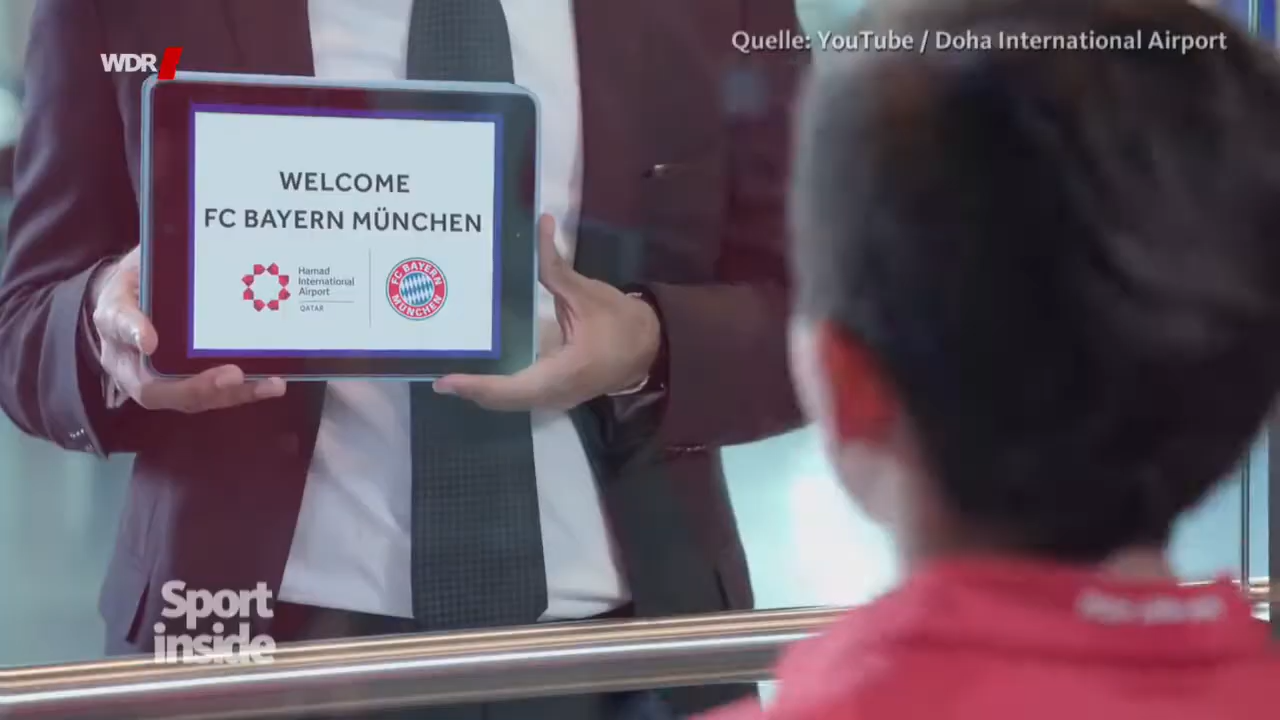 WDR
Quelle: YouTube / Doha International Airport
WELCOME
FC BAYERN MÜNCHEN
Hamad
International
Airport
QATAR
FC BAYERN
MÜNCHEN
Sport
inside